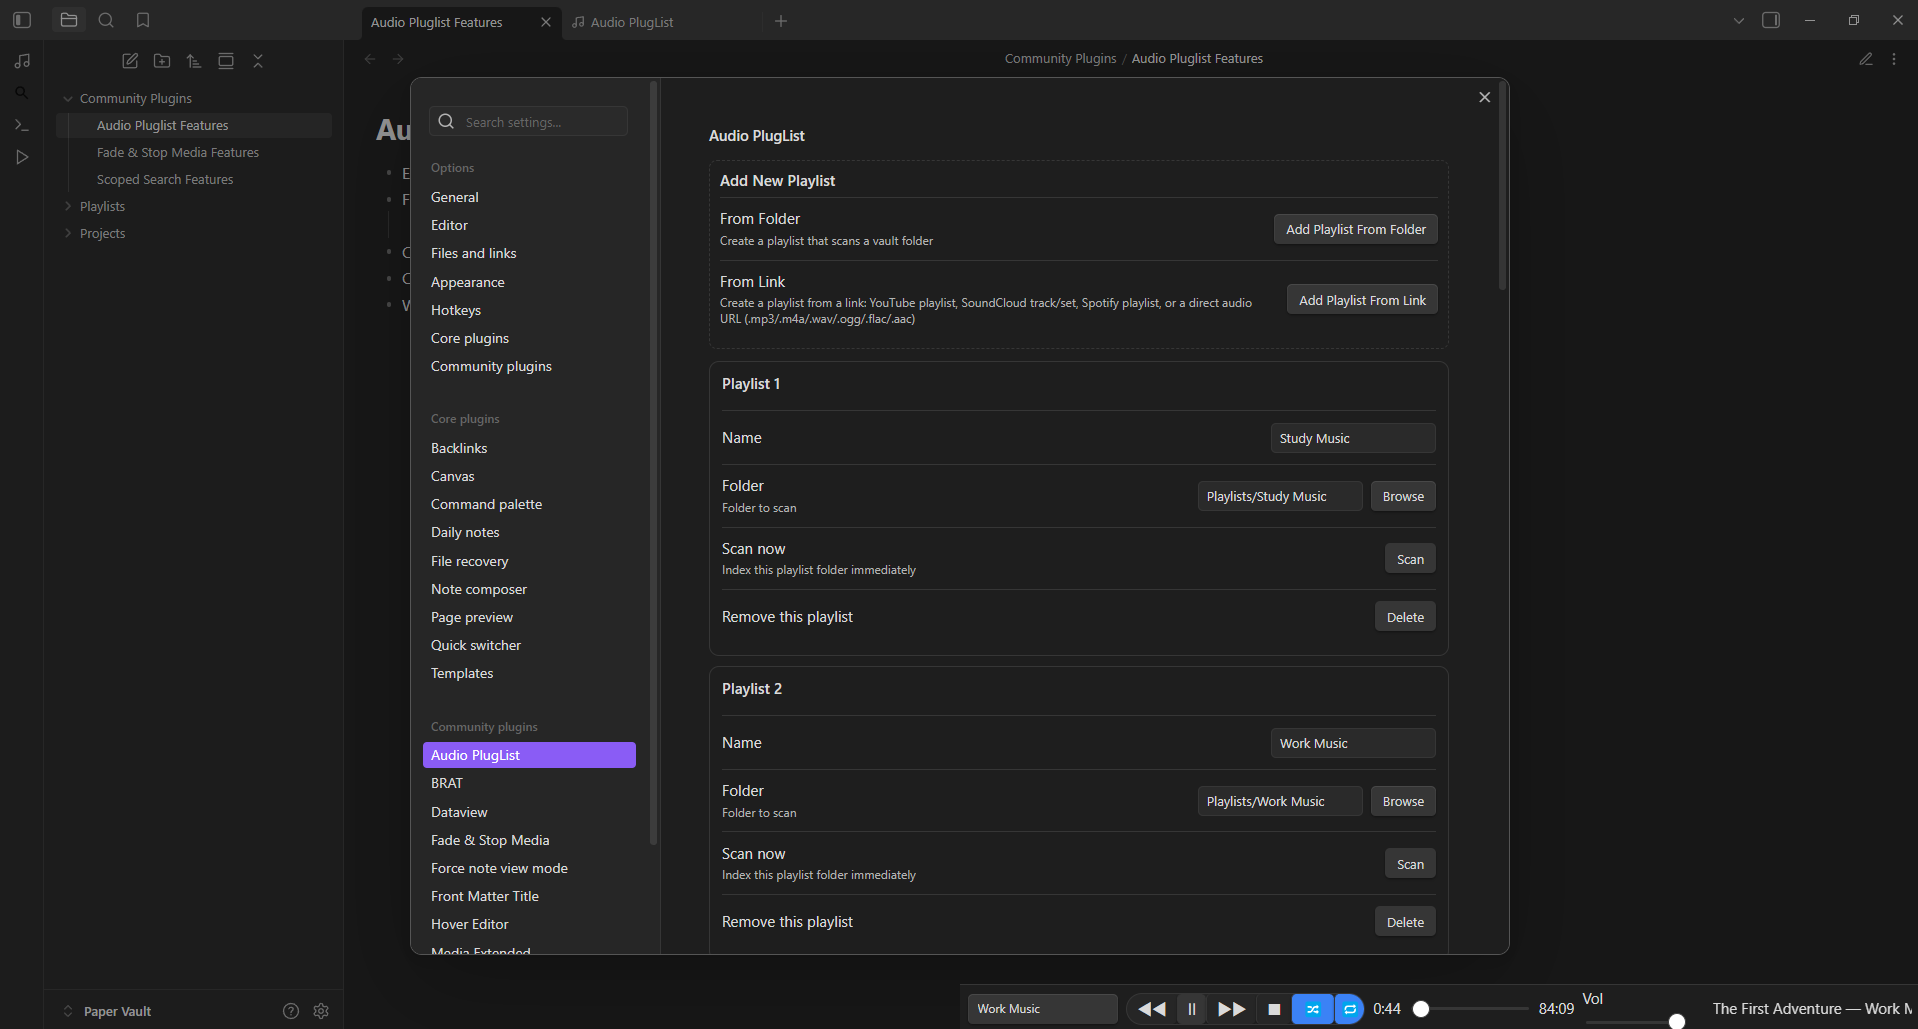 Audio Pluglist Features
Audio PlugList
Community Plugins / Audio Pluglist Features
Community Plugins
Audio Pluglist Features
Fade & Stop Media Features
Scoped Search Features
Playlists
Projects
Paper Vault
Au
E
F
C
C
W
Search settings...
Options
General
Editor
Files and links
Appearance
Hotkeys
Core plugins
Community plugins
Core plugins
Backlinks
Canvas
Command palette
Daily notes
File recovery
Note composer
Page preview
Quick switcher
Templates
Community plugins
Audio PlugList
BRAT
Dataview
Fade & Stop Media
Force note view mode
Front Matter Title
Hover Editor
Media Extended
Audio PlugList
Add New Playlist
From Folder
Create a playlist that scans a vault folder
Add Playlist From Folder
From Link
Create a playlist from a link: YouTube playlist, SoundCloud track/set, Spotify playlist, or a direct audio
URL (.mp3/.m4a/.wav/.ogg/.flac/.aac)
Add Playlist From Link
Playlist 1
Name
Study Music
Folder
Folder to scan
Playlists/Study Music
Browse
Scan now
Index this playlist folder immediately
Scan
Remove this playlist
Delete
Playlist 2
Name
Work Music
Folder
Folder to scan
Playlists/Work Music
Browse
Scan now
Index this playlist folder immediately
Scan
Remove this playlist
Delete
Work Music
0:44
84:09
Vol
The First Adventure — Work M